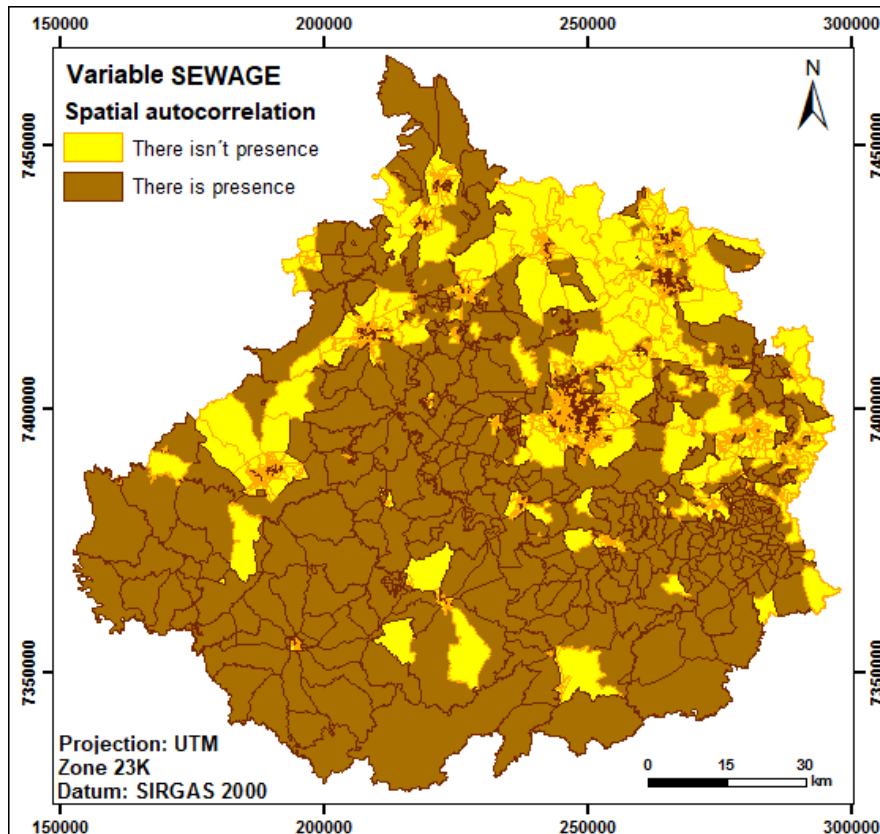 150000 200000 250000 300000
Variable SEWAGE
Spatial autocorrelation
There isn´t presence
There is presence
N
7450000 7450000
7400000 7400000
7350000 7350000
Projection: UTM
Zone 23K
Datum: SIRGAS 2000
0 15 30
km
150000 200000 250000 300000